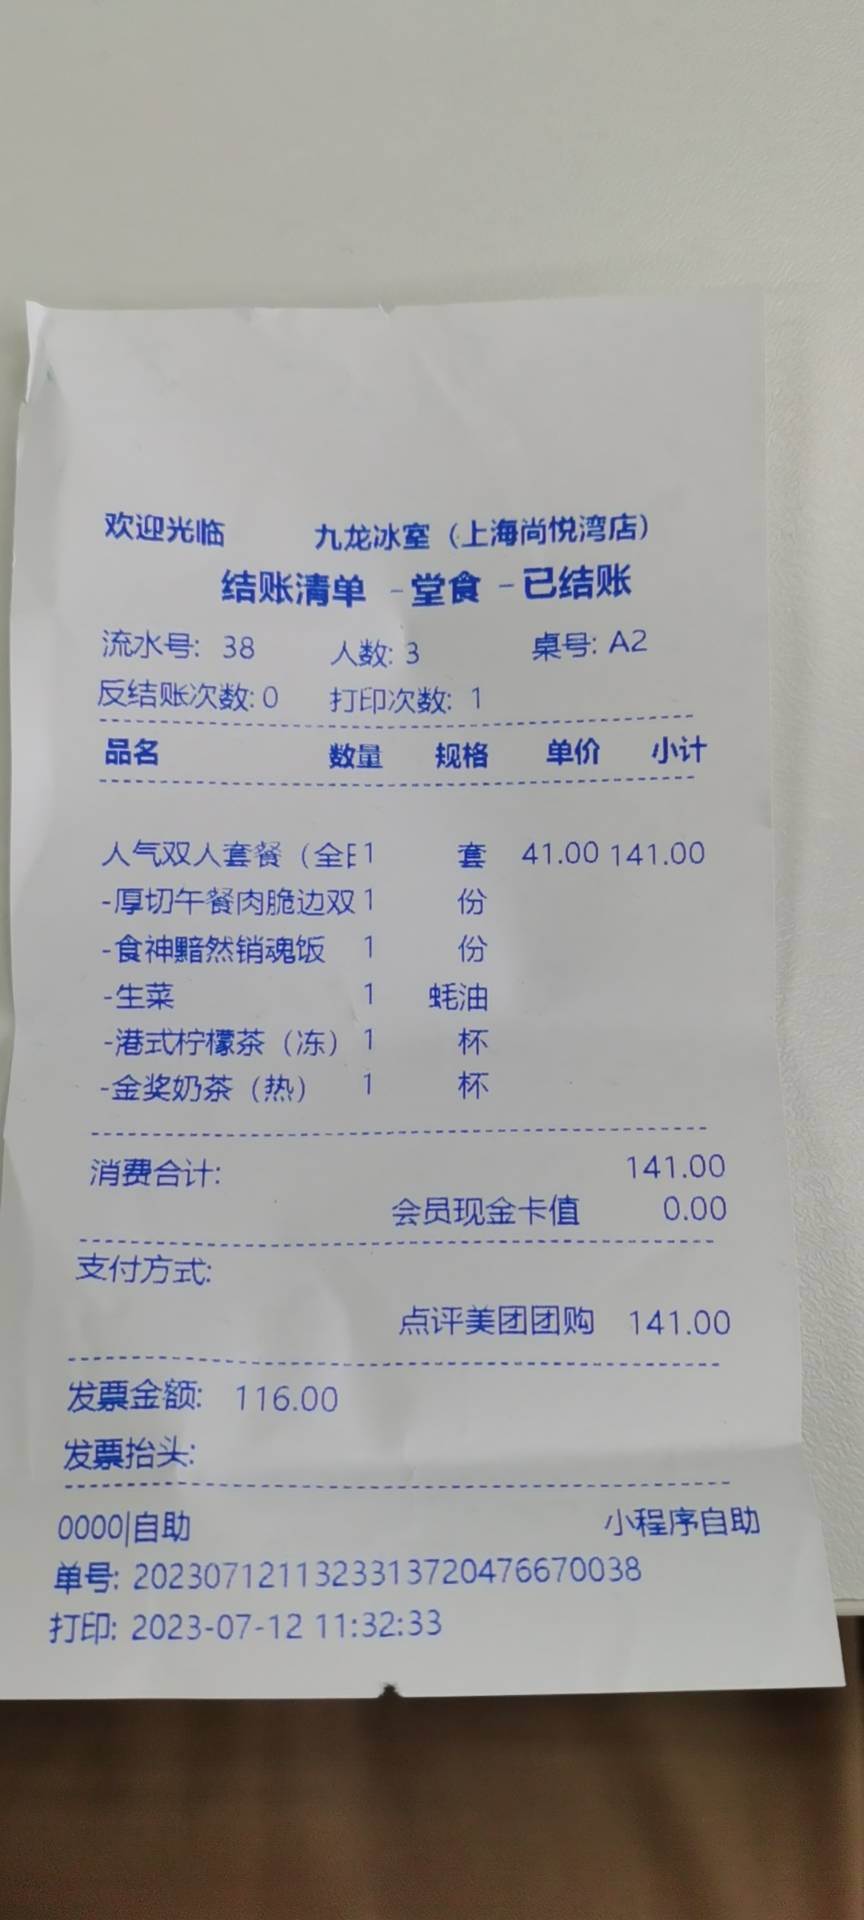 欢迎光临 九龙冰室（上海尚悦湾店）
结账清单 -堂食 -已结账
流水号: 38 人数: 3 桌号: A2
反结账次数: 0 打印次数: 1
品名 数量 规格 单价 小计
人气双人套餐（全日 1 套 41.00 141.00
-厚切午餐肉脆边双 1 份
-食神黯然销魂饭 1 份
-生菜 1 蚝油
-港式柠檬茶（冻） 1 杯
-金奖奶茶（热） 1 杯
消费合计: 141.00
会员现金卡值 0.00
支付方式:
点评美团团购 141.00
发票金额: 116.00
发票抬头:
0000|自助 小程序自助
单号: 2023071211323313720476670038
打印: 2023-07-12 11:32:33